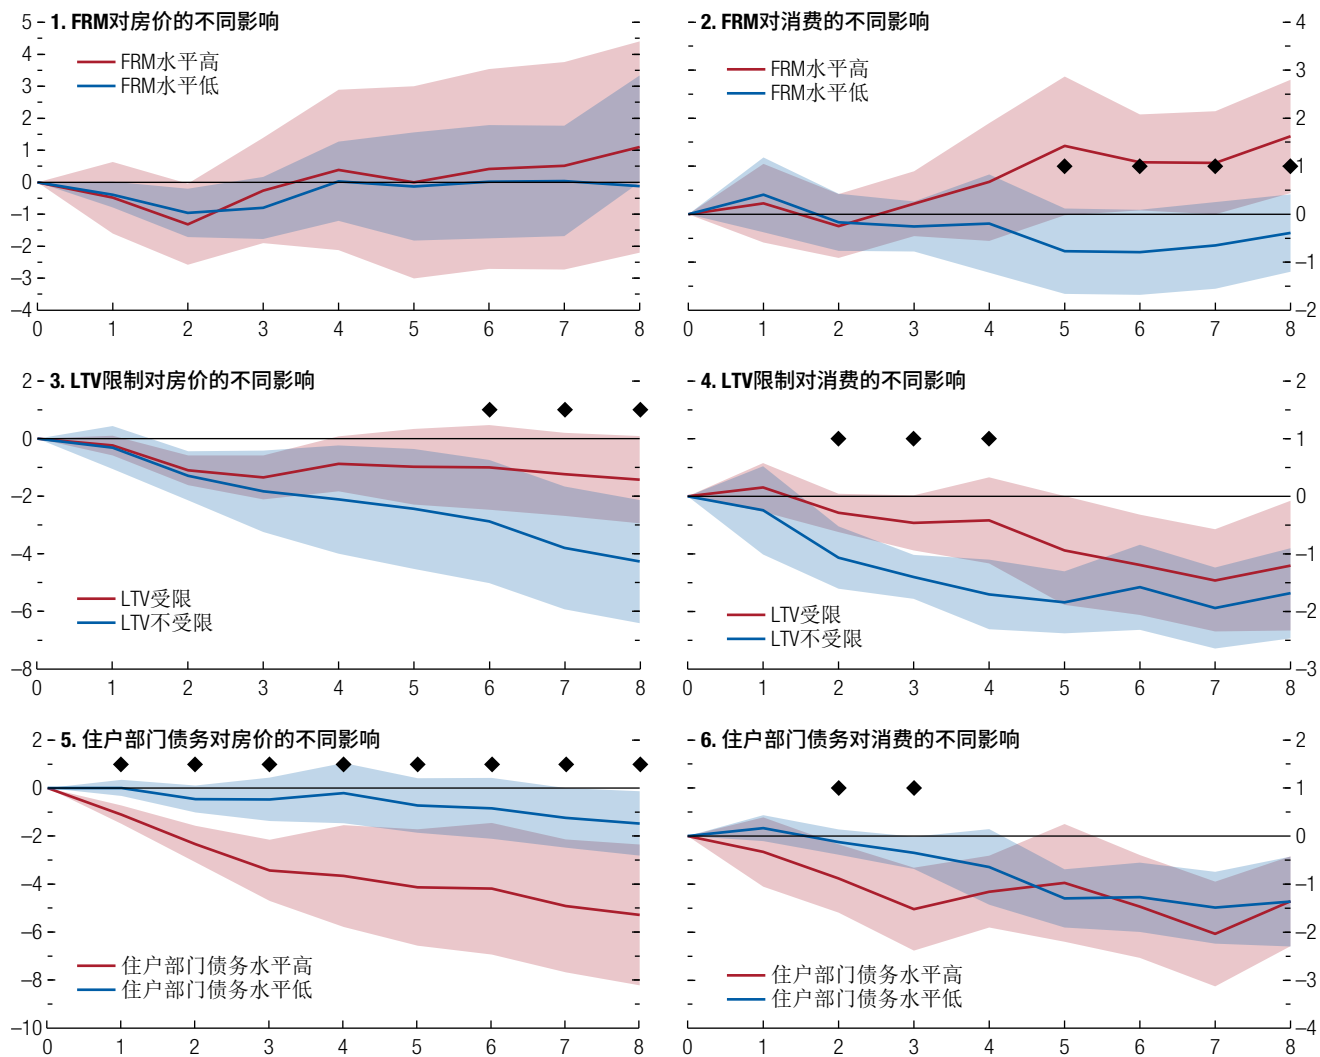 1. FRM对房价的不同影响
5
4
3
2
1
0
–1
–2
–3
–4
FRM水平高
FRM水平低
0 1 2 3 4 5 6 7 8
2. FRM对消费的不同影响
4
3
2
1
0
–1
–2
FRM水平高
FRM水平低
0 1 2 3 4 5 6 7 8
3. LTV限制对房价的不同影响
2
0
–2
–4
–6
–8
LTV受限
LTV不受限
0 1 2 3 4 5 6 7 8
4. LTV限制对消费的不同影响
2
1
0
–1
–2
–3
LTV受限
LTV不受限
0 1 2 3 4 5 6 7 8
5. 住户部门债务对房价的不同影响
2
0
–2
–4
–6
–8
–10
住户部门债务水平高
住户部门债务水平低
0 1 2 3 4 5 6 7 8
6. 住户部门债务对消费的不同影响
2
1
0
–1
–2
–3
–4
住户部门债务水平高
住户部门债务水平低
0 1 2 3 4 5 6 7 8